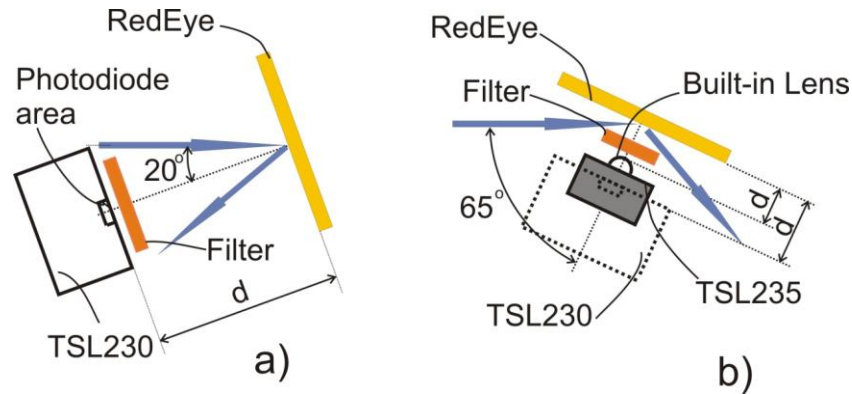 RedEye
Photodiode
area
20°
Filter
d
TSL230
a)
RedEye
Built-in Lens
Filter
65°
d
d
TSL235
TSL230
b)